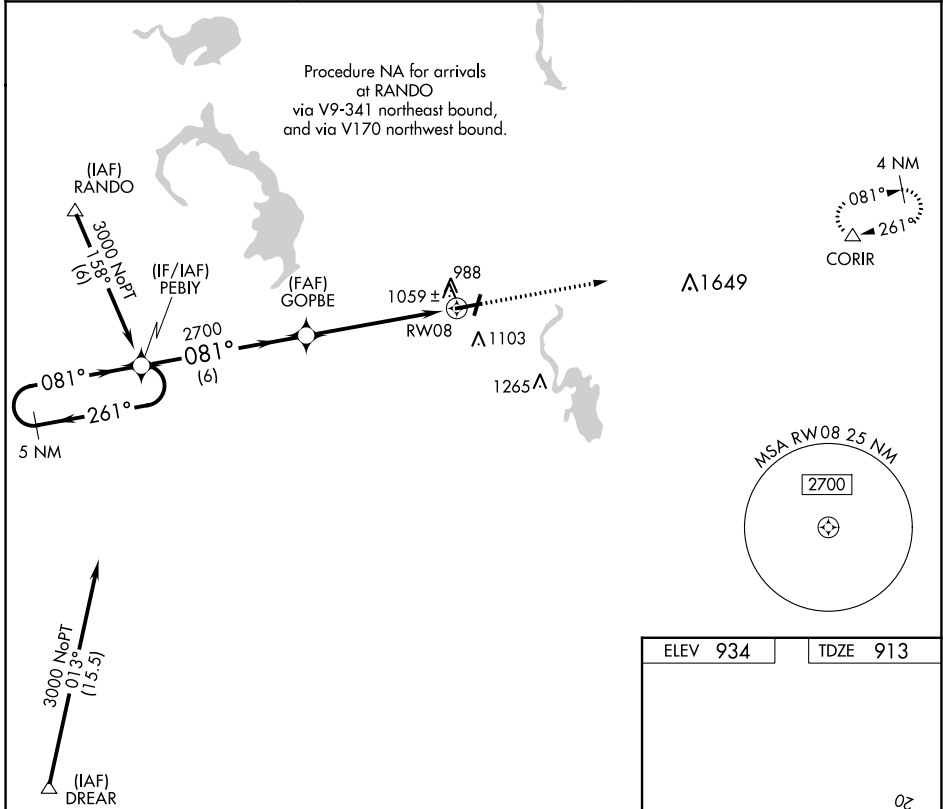 Procedure NA for arrivals
at RANDO
via V9-341 northeast bound,
and via V170 northwest bound.
(IAF)
RANDO
3000 NoPT
158°
(6)
(IF/IAF)
PEBIY
(FAF)
GOPBE
2700
081°
(6)
081°
261°
5 NM
988
1059 ±
RW08
1103
1265
1649
4 NM
081°
261°
CORIR
MSA RW08 25 NM
2700
3000 NoPT
013°
(15.5)
(IAF)
DREAR
ELEV 934
TDZE 913
20